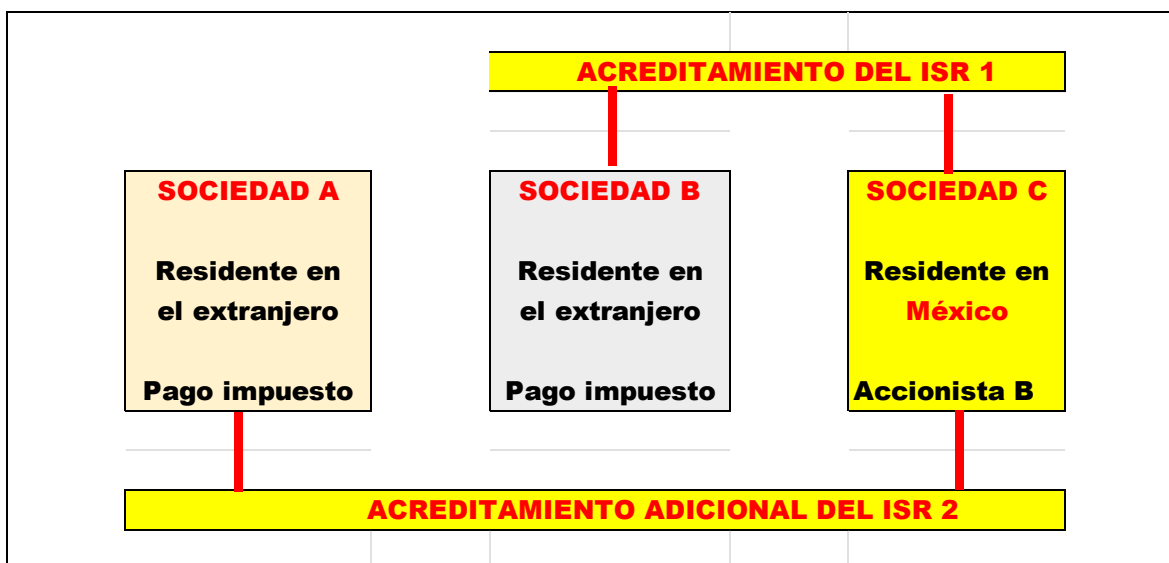 ACREDITAMIENTO DEL ISR 1
SOCIEDAD A
Residente en
el extranjero
Pago impuesto
SOCIEDAD B
Residente en
el extranjero
Pago impuesto
SOCIEDAD C
Residente en
México
Accionista B
ACREDITAMIENTO ADICIONAL DEL ISR 2